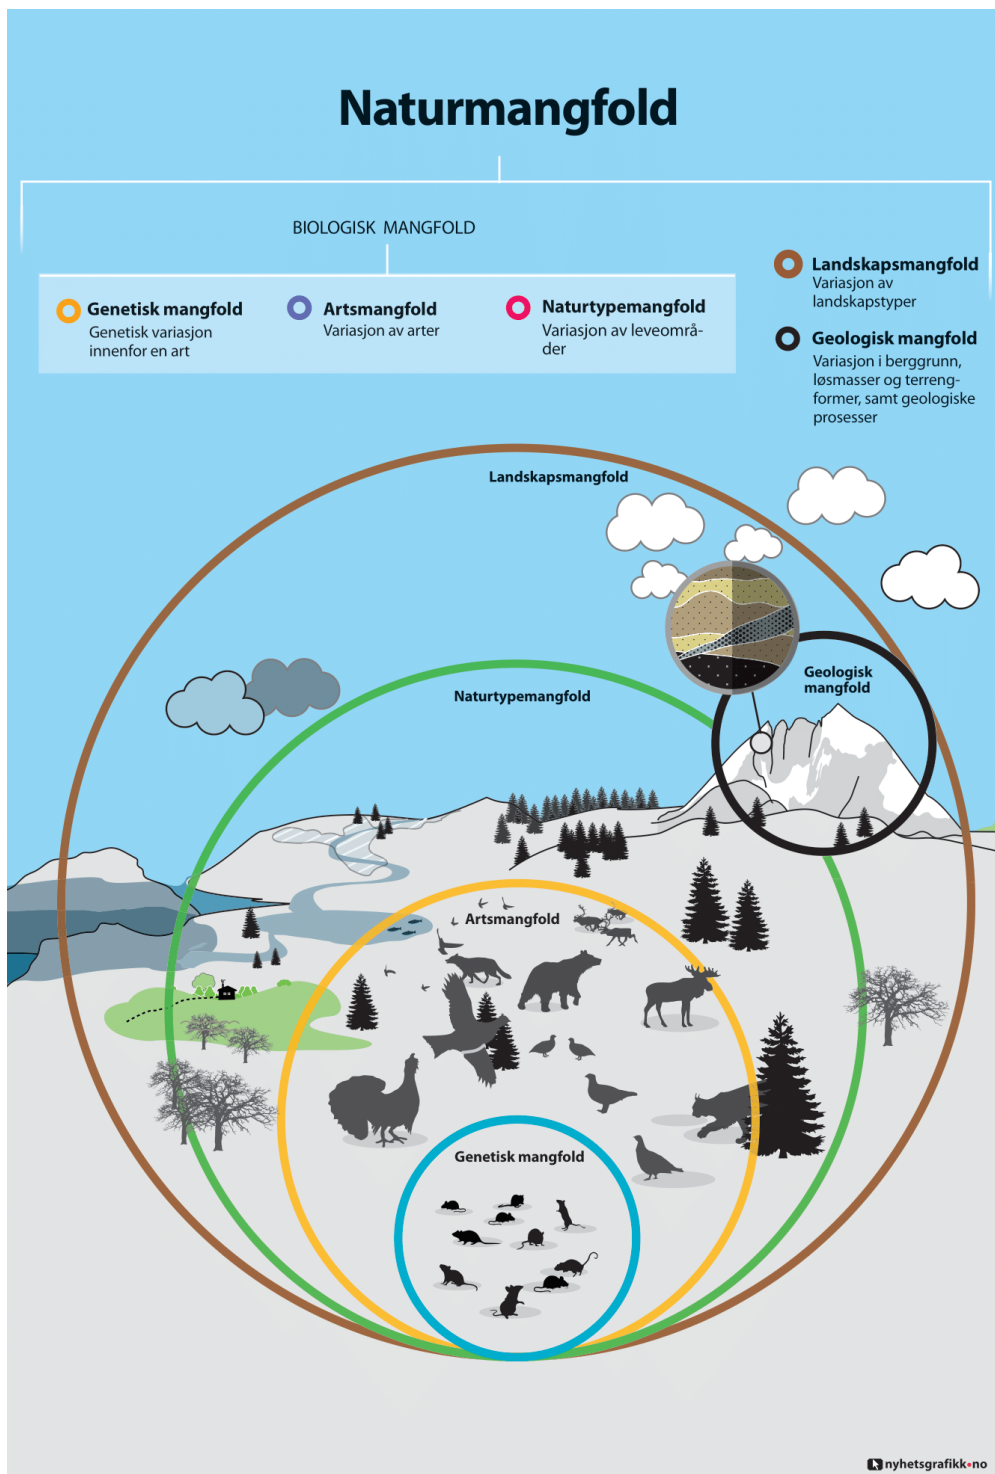 Naturmangfold
BIOLOGISK MANGFOLD
Genetisk mangfold
Genetisk variasjon
innenfor en art
Artsmangfold
Variasjon av arter
Naturtypemangfold
Variasjon av leveområ-
der
Landskapsmangfold
Variasjon av
landskapstyper
Geologisk mangfold
Variasjon i berggrunn,
løsmasser og terreng-
former, samt geologiske
prosesser
Landskapsmangfold
Geologisk
mangfold
Naturtypemangfold
Artsmangfold
Genetisk mangfold
nyhetsgrafikk•no